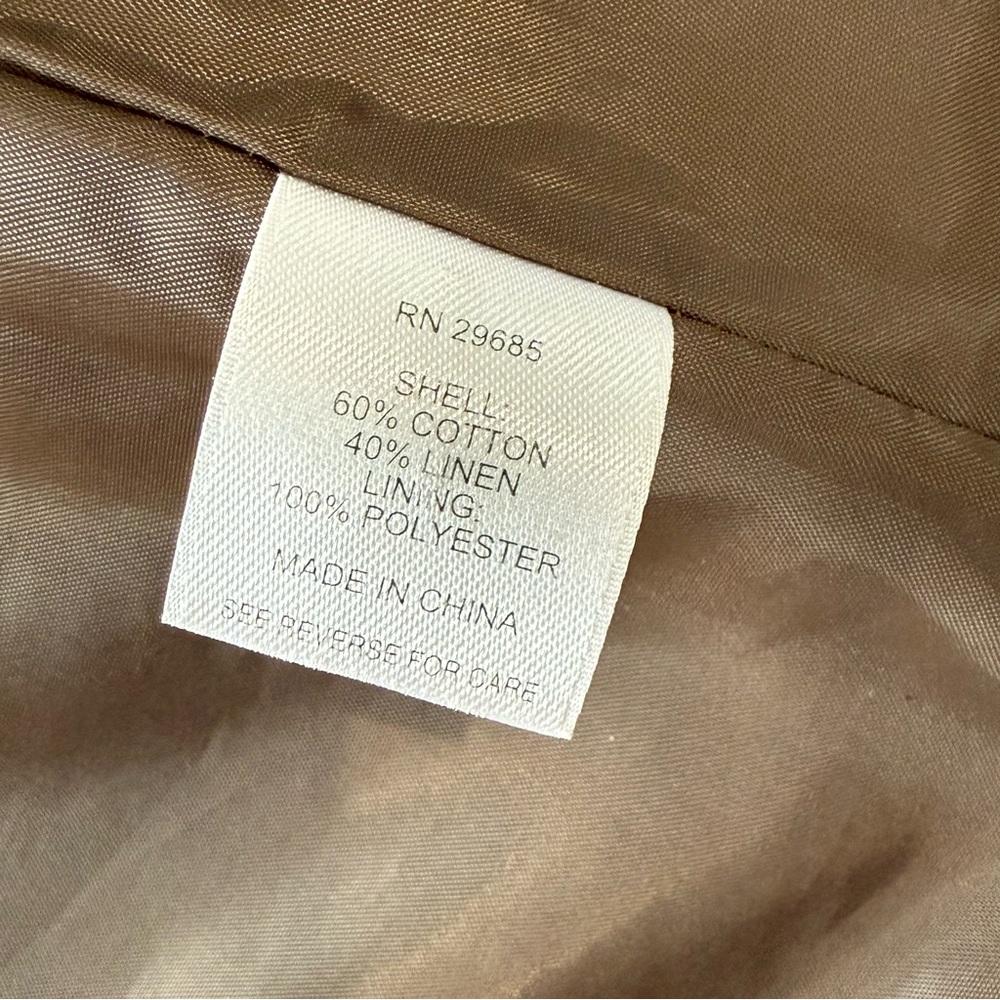 RN 29685
SHELL:
60% COTTON
40% LINEN
LINING:
100% POLYESTER
MADE IN CHINA
SEE REVERSE FOR CARE